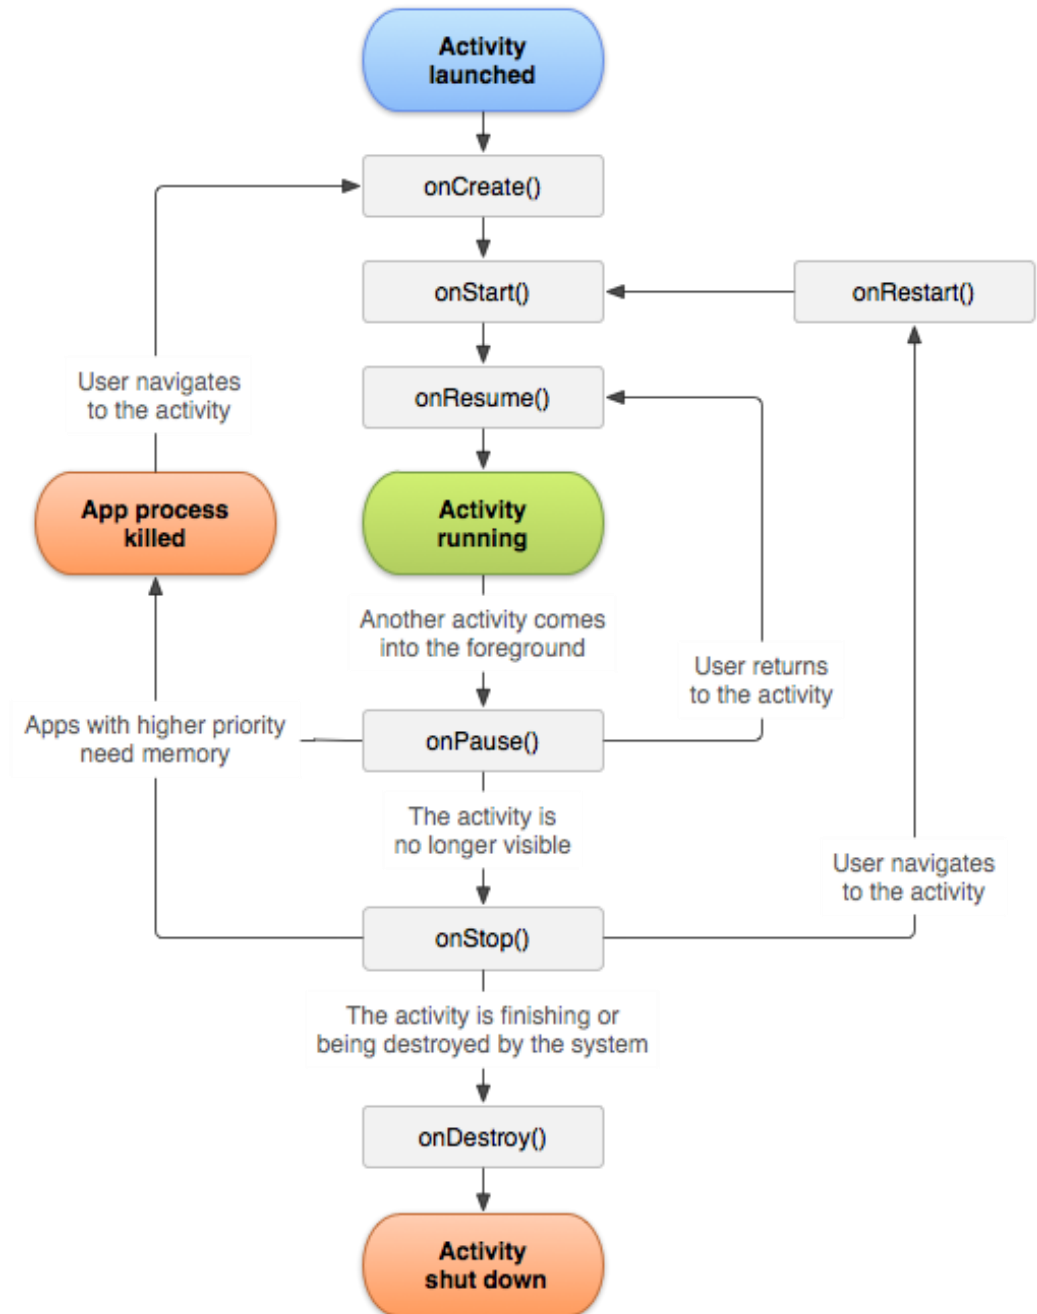 Activity
launched
onCreate()
onStart()
onRestart()
User navigates
to the activity
onResume()
App process
killed
Activity
running
Another activity comes
into the foreground
User returns
to the activity
Apps with higher priority
need memory
onPause()
The activity is
no longer visible
User navigates
to the activity
onStop()
The activity is finishing or
being destroyed by the system
onDestroy()
Activity
shut down